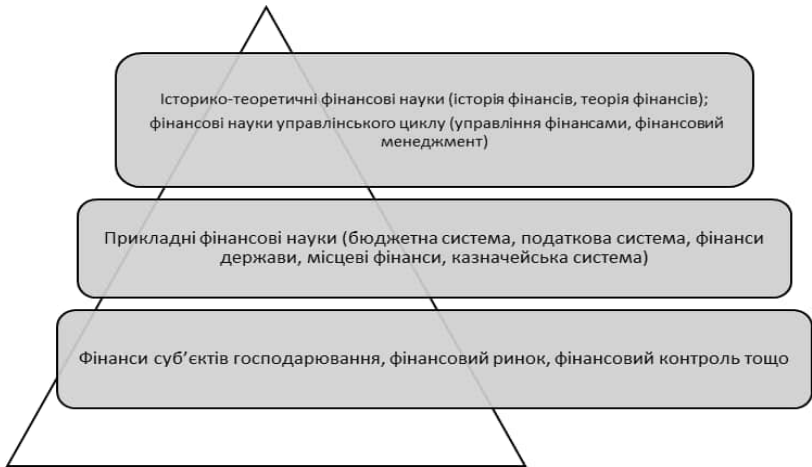 Історико-теоретичні фінансові науки (історія фінансів, теорія фінансів);
фінансові науки управлінського циклу (управління фінансами, фінансовий
менеджмент)
Прикладні фінансові науки (бюджетна система, податкова система, фінанси
держави, місцеві фінанси, казначейська система)
Фінанси суб’єктів господарювання, фінансовий ринок, фінансовий контроль тощо